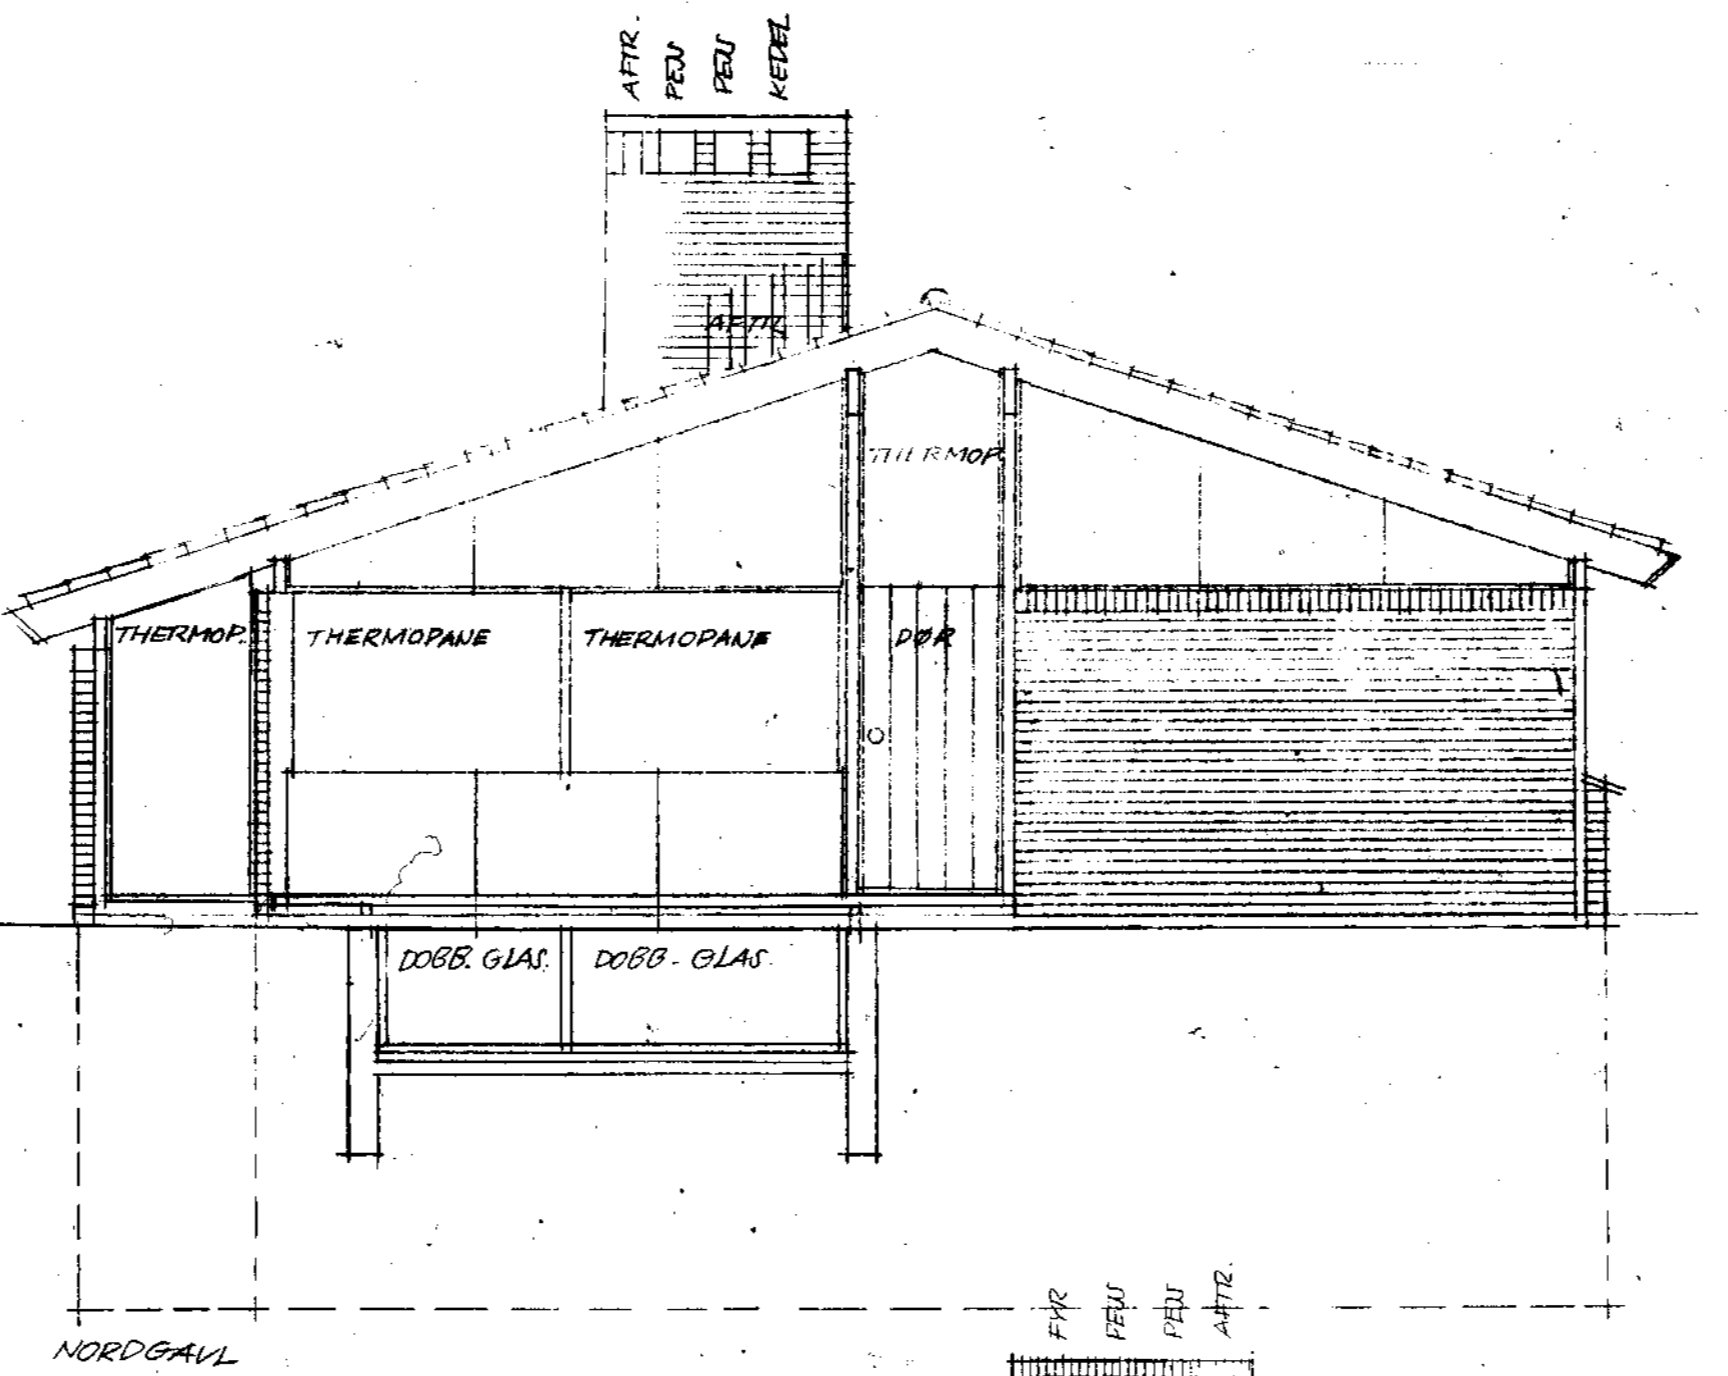 AFTR.
PEJS
PEJS
KEDEL
AFTR.
THERMOP.
THERMOP.
THERMOPANE
THERMOPANE
DØR
DOBB. GLAS.
DOBB. GLAS.
FYR
PEJS
PEJS
AFTR.
NORDGAVL